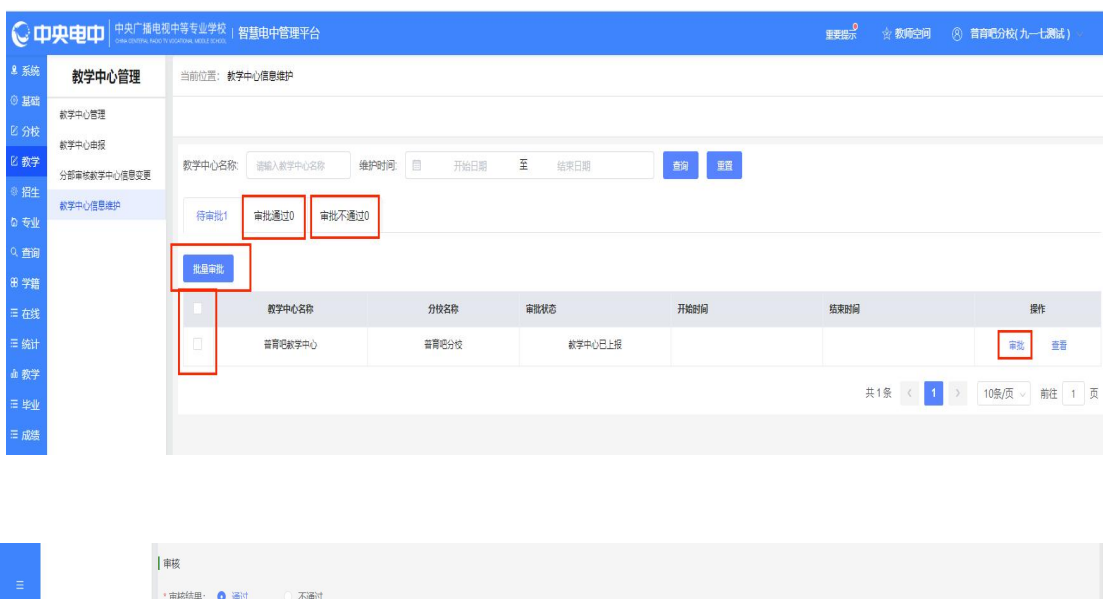 中央电中 中央广播电视中等专业学校 | 智慧电中管理平台 重要提示 教师空间 普育吧分校(九一七测试)
系统
基础
分校
教学
招生
专业
查询
学籍
在线
统计
教学
毕业
成绩
教学中心管理
教学中心管理
教学中心申报
分部审核教学中心信息变更
教学中心信息维护
当前位置: 教学中心信息维护
教学中心名称: 请输入教学中心名称 维护时间: 开始日期 至 结束日期 查询 重置
待审批1 审批通过0 审批不通过0
批量审批
教学中心名称 分校名称 审批状态 开始时间 结束时间 操作
普育吧教学中心 普育吧分校 教学中心已上报 审批 查看
共1条 < 1 > 10条/页 前往 1 页
审核
* 审核结果: 通过 不通过